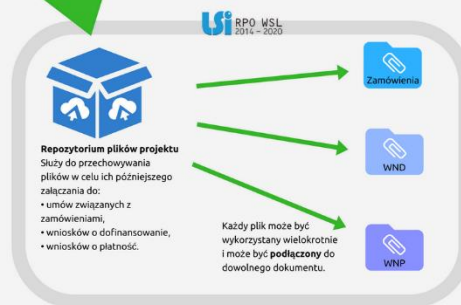 LSI RPO WSL
2014 – 2020
Repozytorium plików projektu
Służy do przechowywania
plików w celu ich późniejszego
załączania do:
• umów związanych z
zamówieniami,
• wniosków o dofinansowanie,
• wniosków o płatność.
Każdy plik może być
wykorzystany wielokrotnie
i może być podłączony do
dowolnego dokumentu.
Zamówienia
WND
WNP